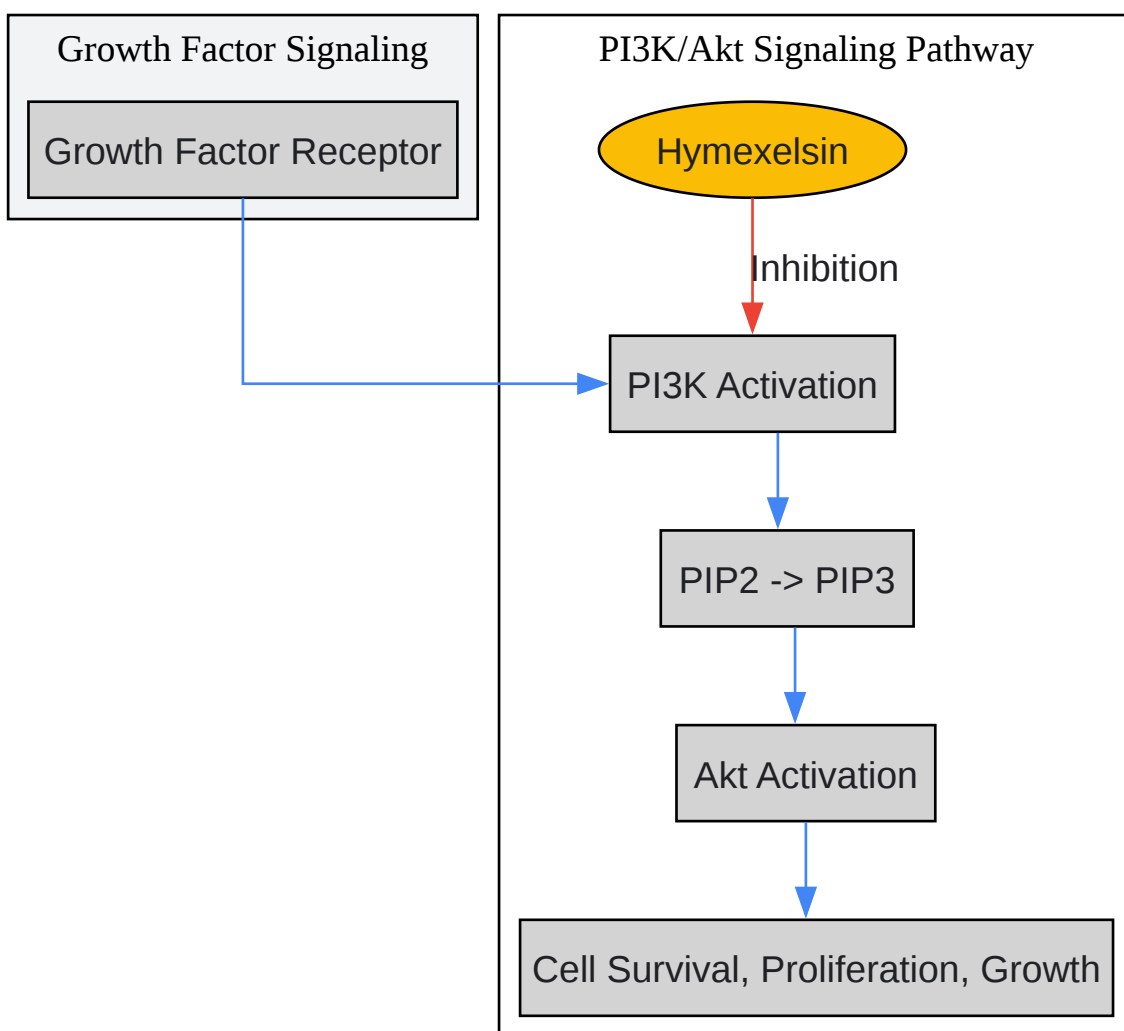 Growth Factor Signaling
Growth Factor Receptor
PI3K/Akt Signaling Pathway
Hymexelsin
Inhibition
PI3K Activation
PIP2 -> PIP3
Akt Activation
Cell Survival, Proliferation, Growth